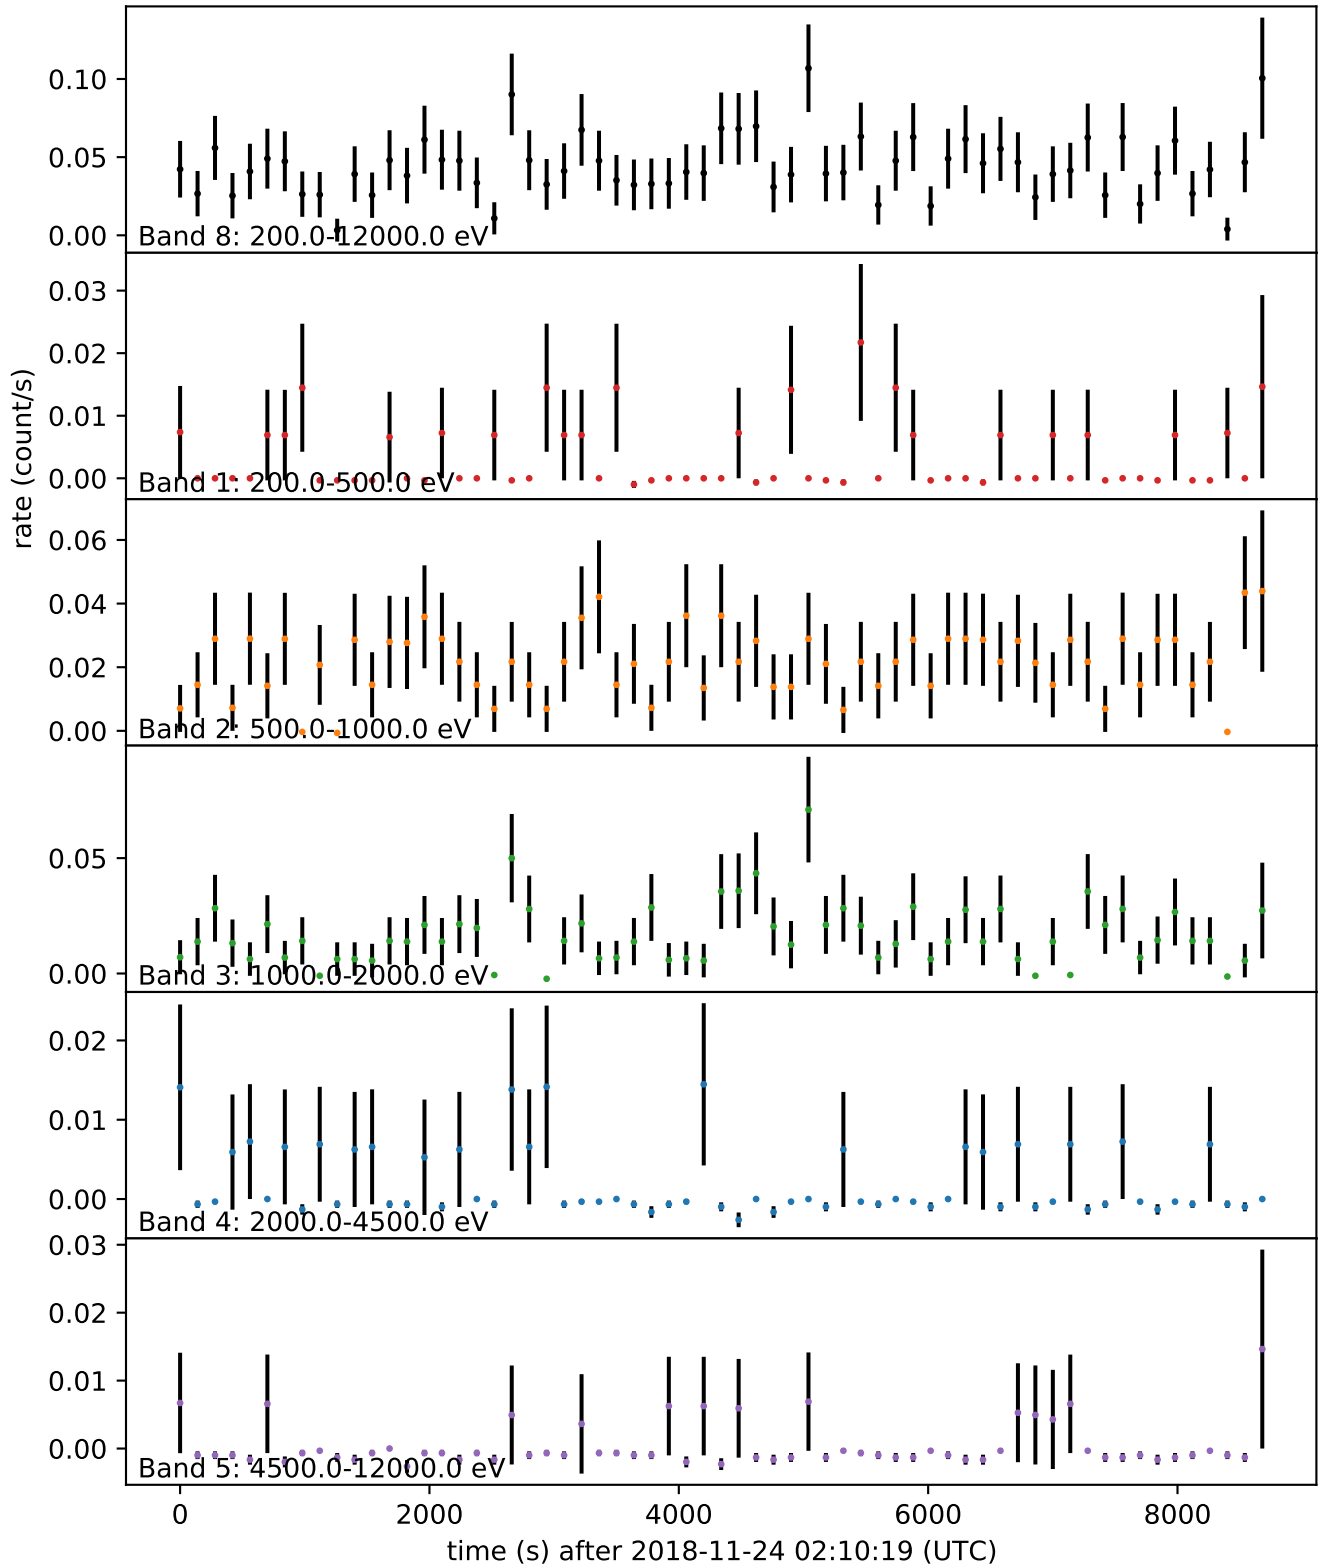 0.10
0.05
0.00
Band 8: 200.0-12000.0 eV
0.03
0.02
0.01
0.00
Band 1: 200.0-500.0 eV
rate (count/s)
0.06
0.04
0.02
0.00
Band 2: 500.0-1000.0 eV
0.05
0.00
Band 3: 1000.0-2000.0 eV
0.02
0.01
0.00
Band 4: 2000.0-4500.0 eV
0.03
0.02
0.01
0.00
Band 5: 4500.0-12000.0 eV
0 2000 4000 6000 8000
time (s) after 2018-11-24 02:10:19 (UTC)